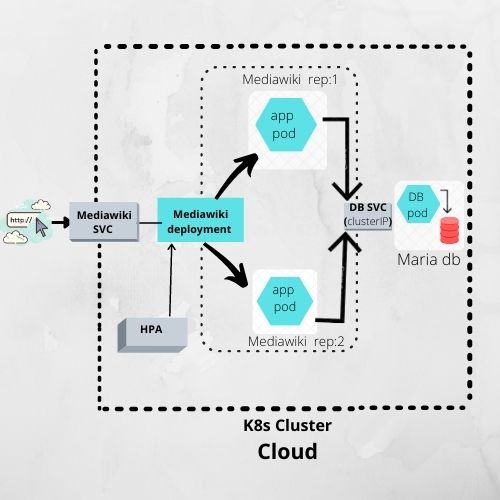 Mediawiki rep:1
app
pod
http://
Mediawiki
SVC
Mediawiki
deployment
DB SVC
(clusterIP)
DB
pod
Maria db
HPA
app
pod
Mediawiki rep:2
K8s Cluster
Cloud